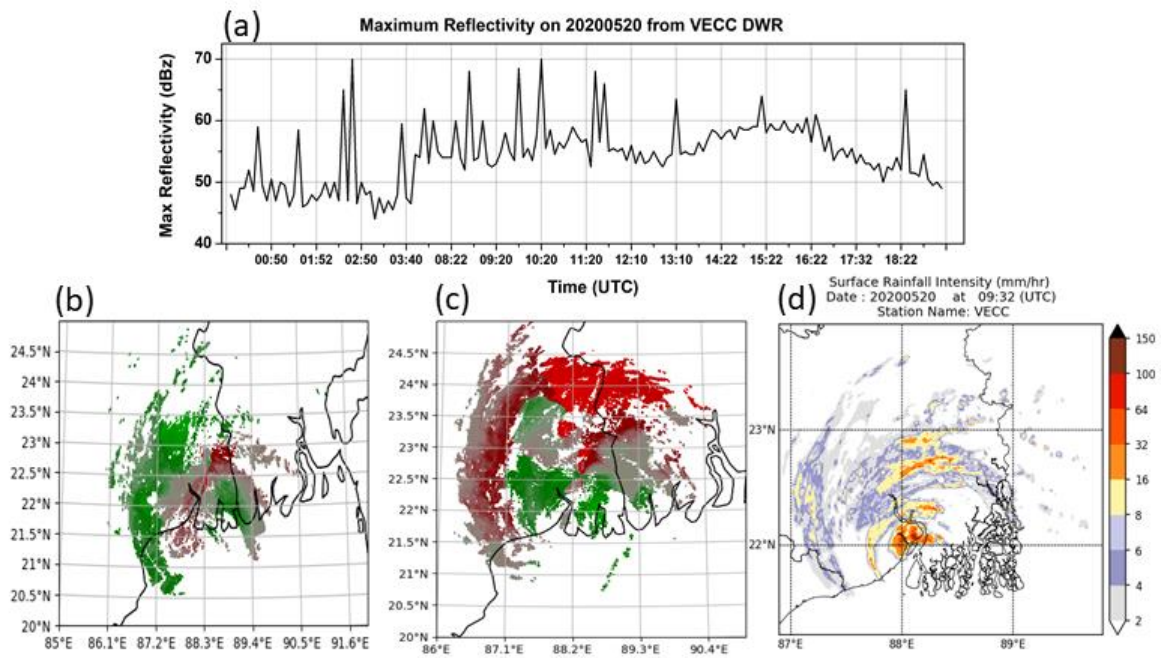 (a)
Maximum Reflectivity on 20200520 from VECC DWR
Max Reflectivity (dBz)
70
60
50
40
00:50 01:52 02:50 03:40 08:22 09:20 10:20 11:20 12:10 13:10 14:22 15:22 16:22 17:32 18:22
Time (UTC)
(b)
24.5°N
24°N
23.5°N
23°N
22.5°N
22°N
21.5°N
21°N
20.5°N
20°N
85°E 86.1°E 87.2°E 88.3°E 89.4°E 90.5°E 91.6°E
(c)
24.5°N
24°N
23.5°N
23°N
22.5°N
22°N
21.5°N
21°N
20.5°N
20°N
86°E 87.1°E 88.2°E 89.3°E 90.4°E
(d)
Surface Rainfall Intensity (mm/hr)
Date : 20200520 at 09:32 (UTC)
Station Name: VECC
23°N
22°N
87°E 88°E 89°E
150
100
64
32
16
8
6
4
2